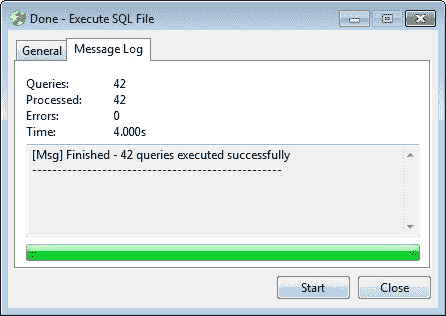 Done - Execute SQL File
General Message Log
Queries: 42
Processed: 42
Errors: 0
Time: 4.000s
[Msg] Finished - 42 queries executed successfully
--------------------------------------------------
Start Close